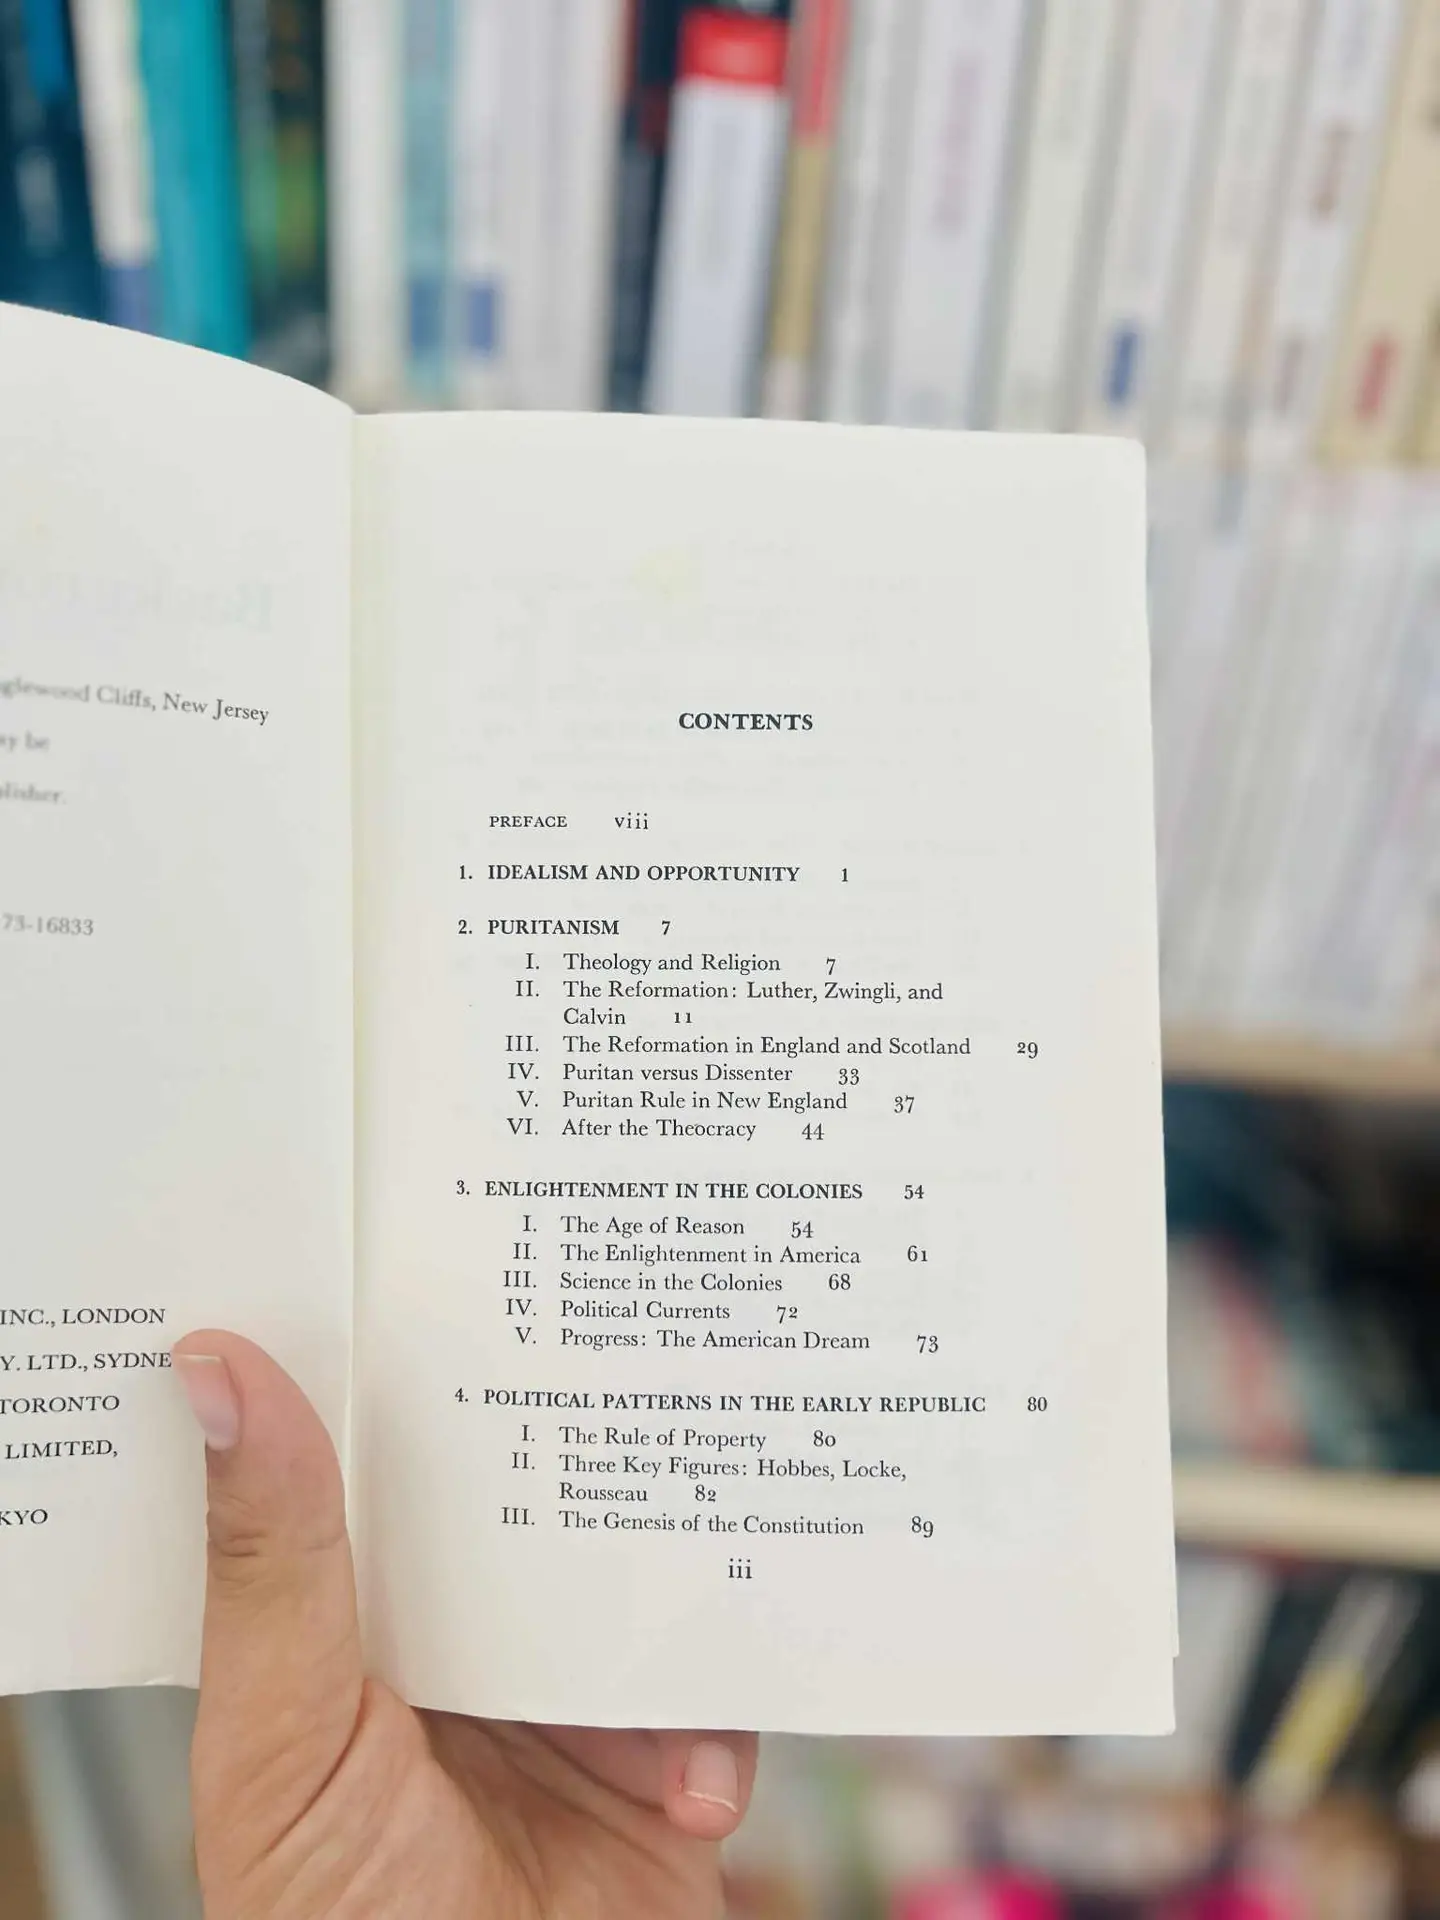 Cliffs, New Jersey
be
73-16833
INC., LONDON
Y. LTD., SYDNE
TORONTO
LIMITED,
KYO
CONTENTS
PREFACE viii
1. IDEALISM AND OPPORTUNITY 1
2. PURITANISM 7
I. Theology and Religion 7
II. The Reformation: Luther, Zwingli, and
Calvin 11
III. The Reformation in England and Scotland 29
IV. Puritan versus Dissenter 33
V. Puritan Rule in New England 37
VI. After the Theocracy 44
3. ENLIGHTENMENT IN THE COLONIES 54
I. The Age of Reason 54
II. The Enlightenment in America 61
III. Science in the Colonies 68
IV. Political Currents 72
V. Progress: The American Dream 73
4. POLITICAL PATTERNS IN THE EARLY REPUBLIC 80
I. The Rule of Property 80
II. Three Key Figures: Hobbes, Locke,
Rousseau 82
III. The Genesis of the Constitution 89
iii